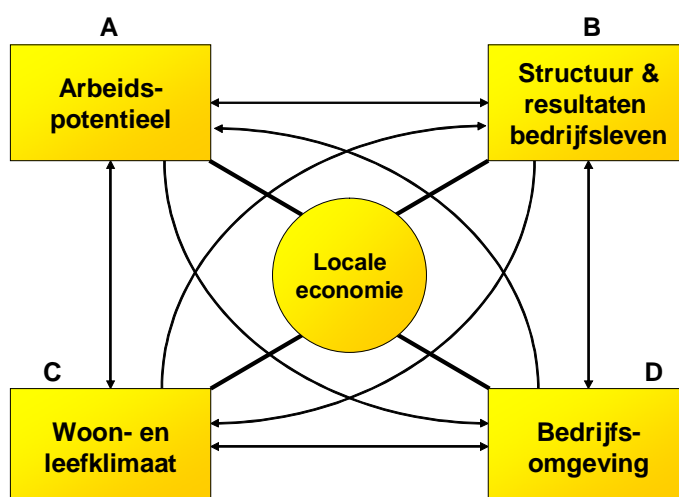 A
B
Arbeids-
potentieel
Structuur &
resultaten
bedrijfsleven
Locale
economie
C
D
Woon- en
leefklimaat
Bedrijfs-
omgeving